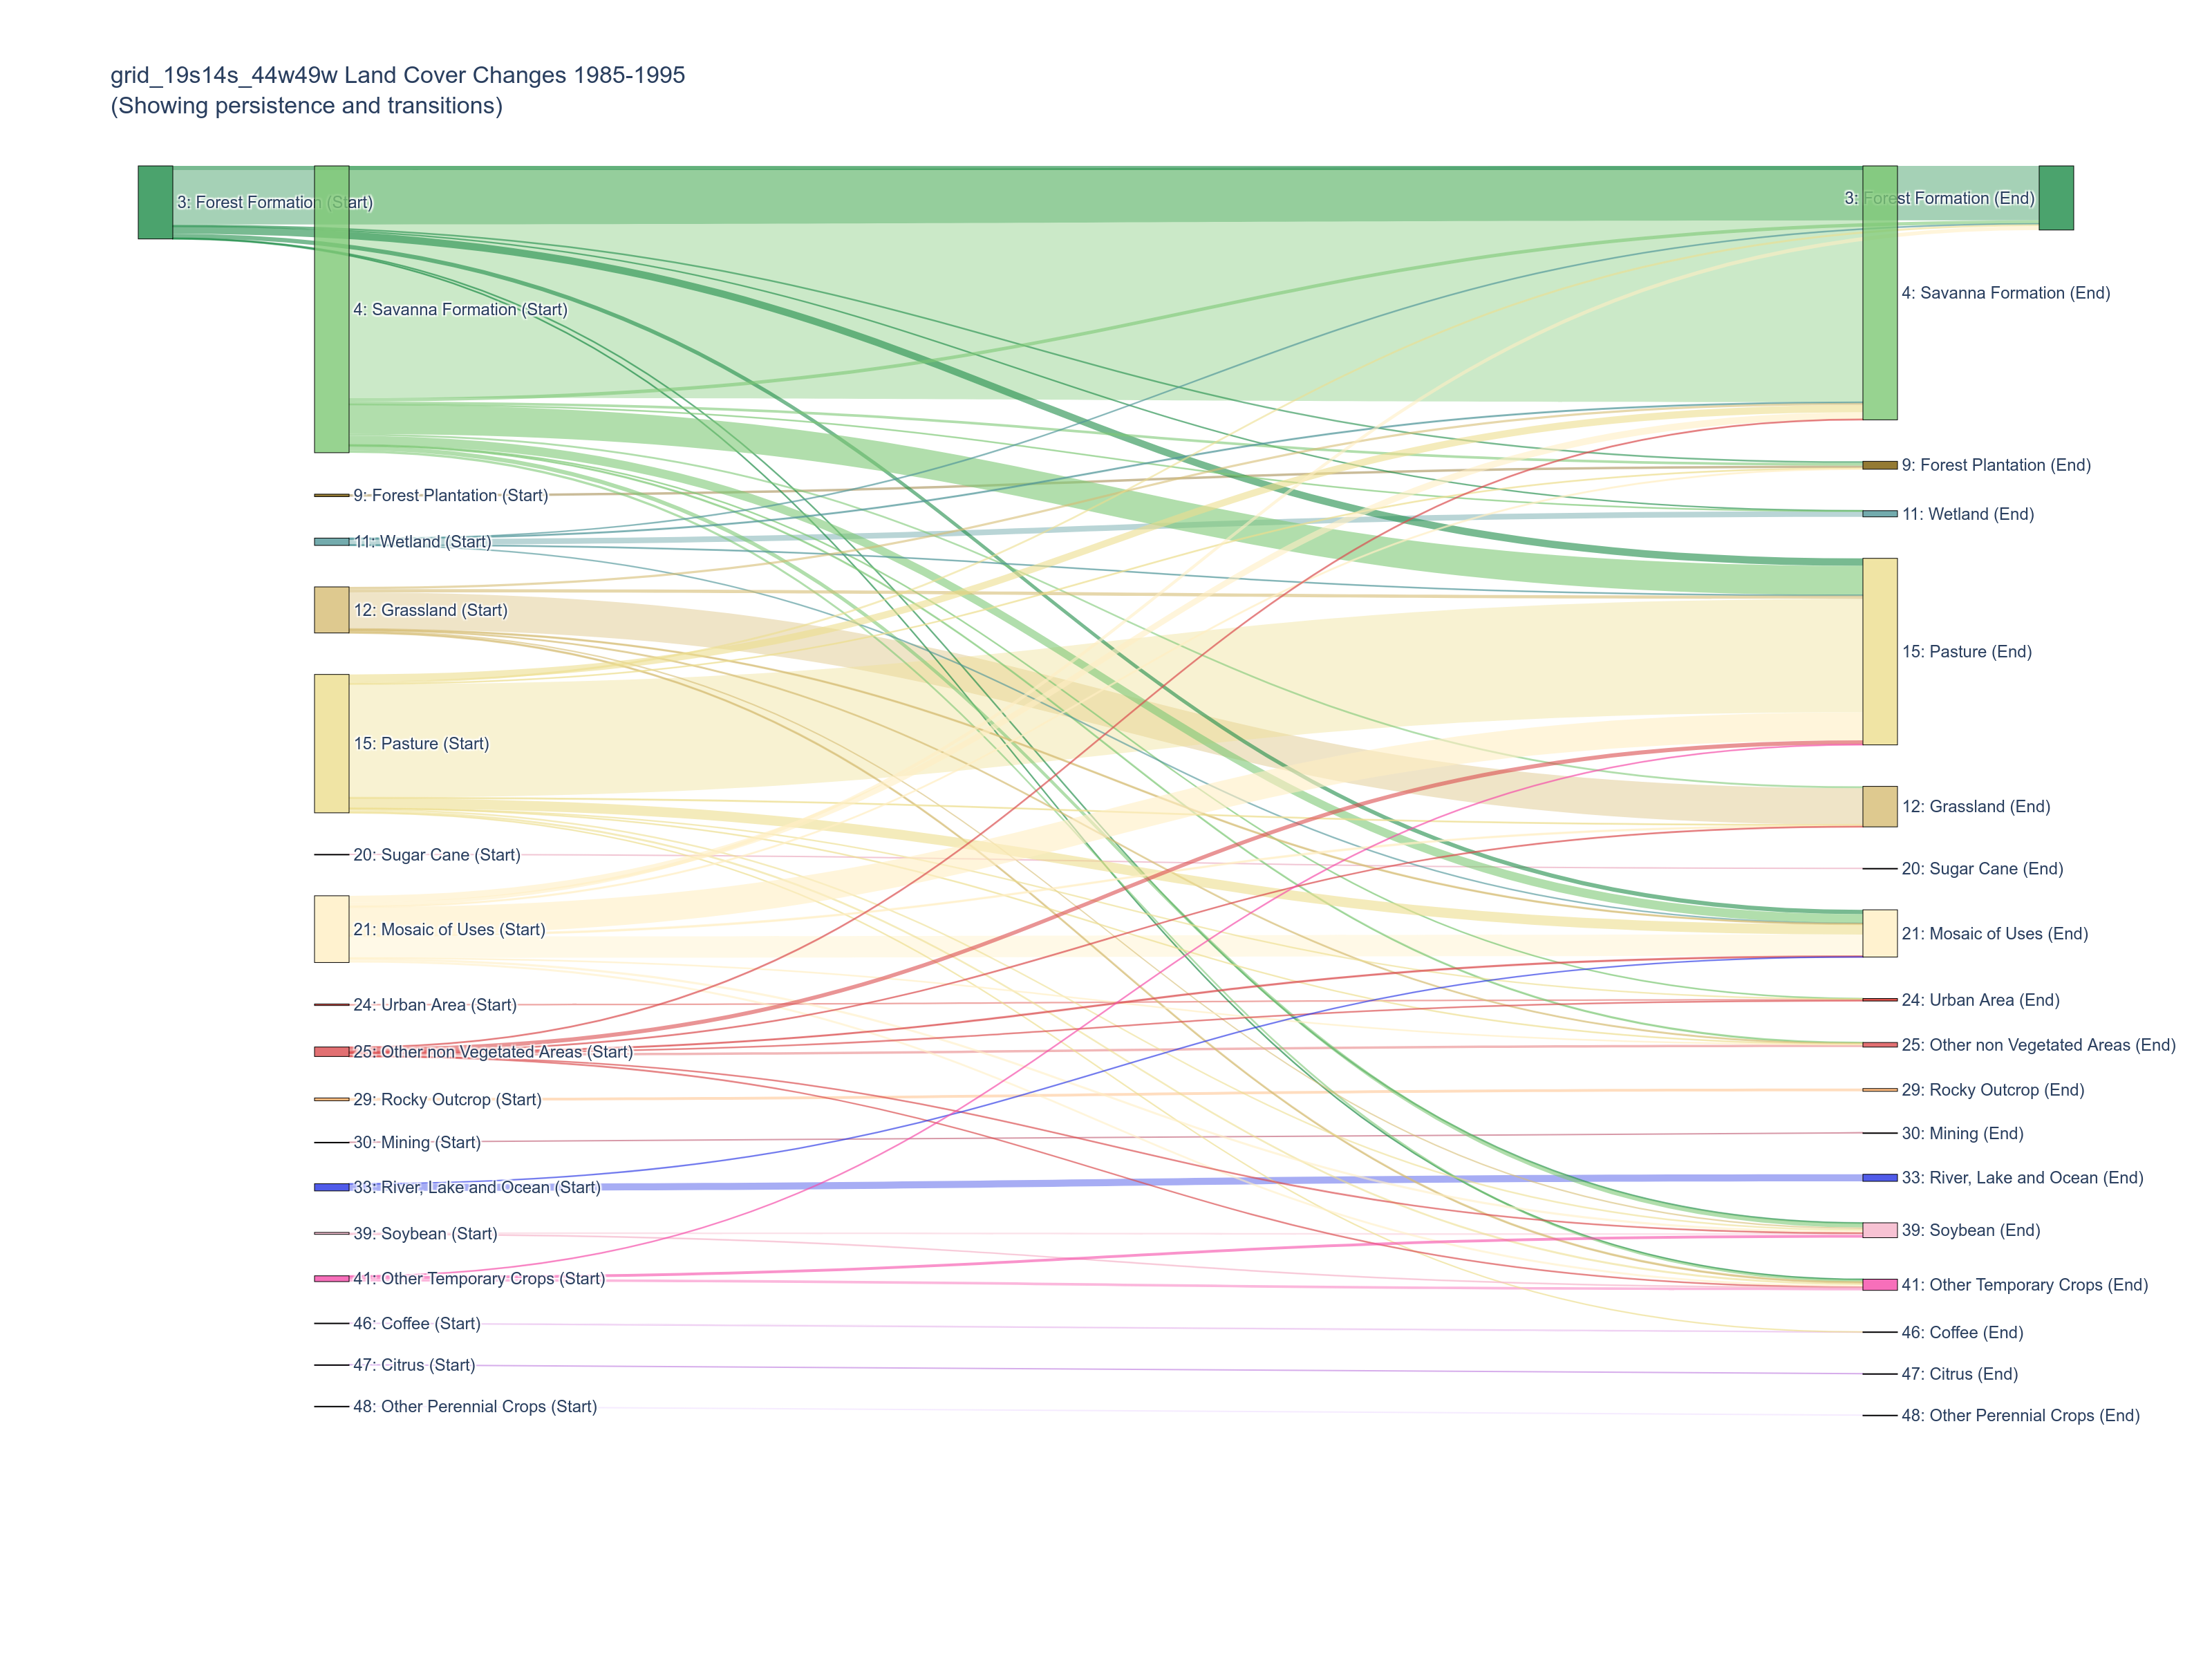 grid_19s14s_44w49w Land Cover Changes 1985-1995
(Showing persistence and transitions)
3: Forest Formation (Start)
4: Savanna Formation (Start)
9: Forest Plantation (Start)
11: Wetland (Start)
12: Grassland (Start)
15: Pasture (Start)
20: Sugar Cane (Start)
21: Mosaic of Uses (Start)
24: Urban Area (Start)
25: Other non Vegetated Areas (Start)
29: Rocky Outcrop (Start)
30: Mining (Start)
33: River, Lake and Ocean (Start)
39: Soybean (Start)
41: Other Temporary Crops (Start)
46: Coffee (Start)
47: Citrus (Start)
48: Other Perennial Crops (Start)
3: Forest Formation (End)
4: Savanna Formation (End)
9: Forest Plantation (End)
11: Wetland (End)
15: Pasture (End)
12: Grassland (End)
20: Sugar Cane (End)
21: Mosaic of Uses (End)
24: Urban Area (End)
25: Other non Vegetated Areas (End)
29: Rocky Outcrop (End)
30: Mining (End)
33: River, Lake and Ocean (End)
39: Soybean (End)
41: Other Temporary Crops (End)
46: Coffee (End)
47: Citrus (End)
48: Other Perennial Crops (End)